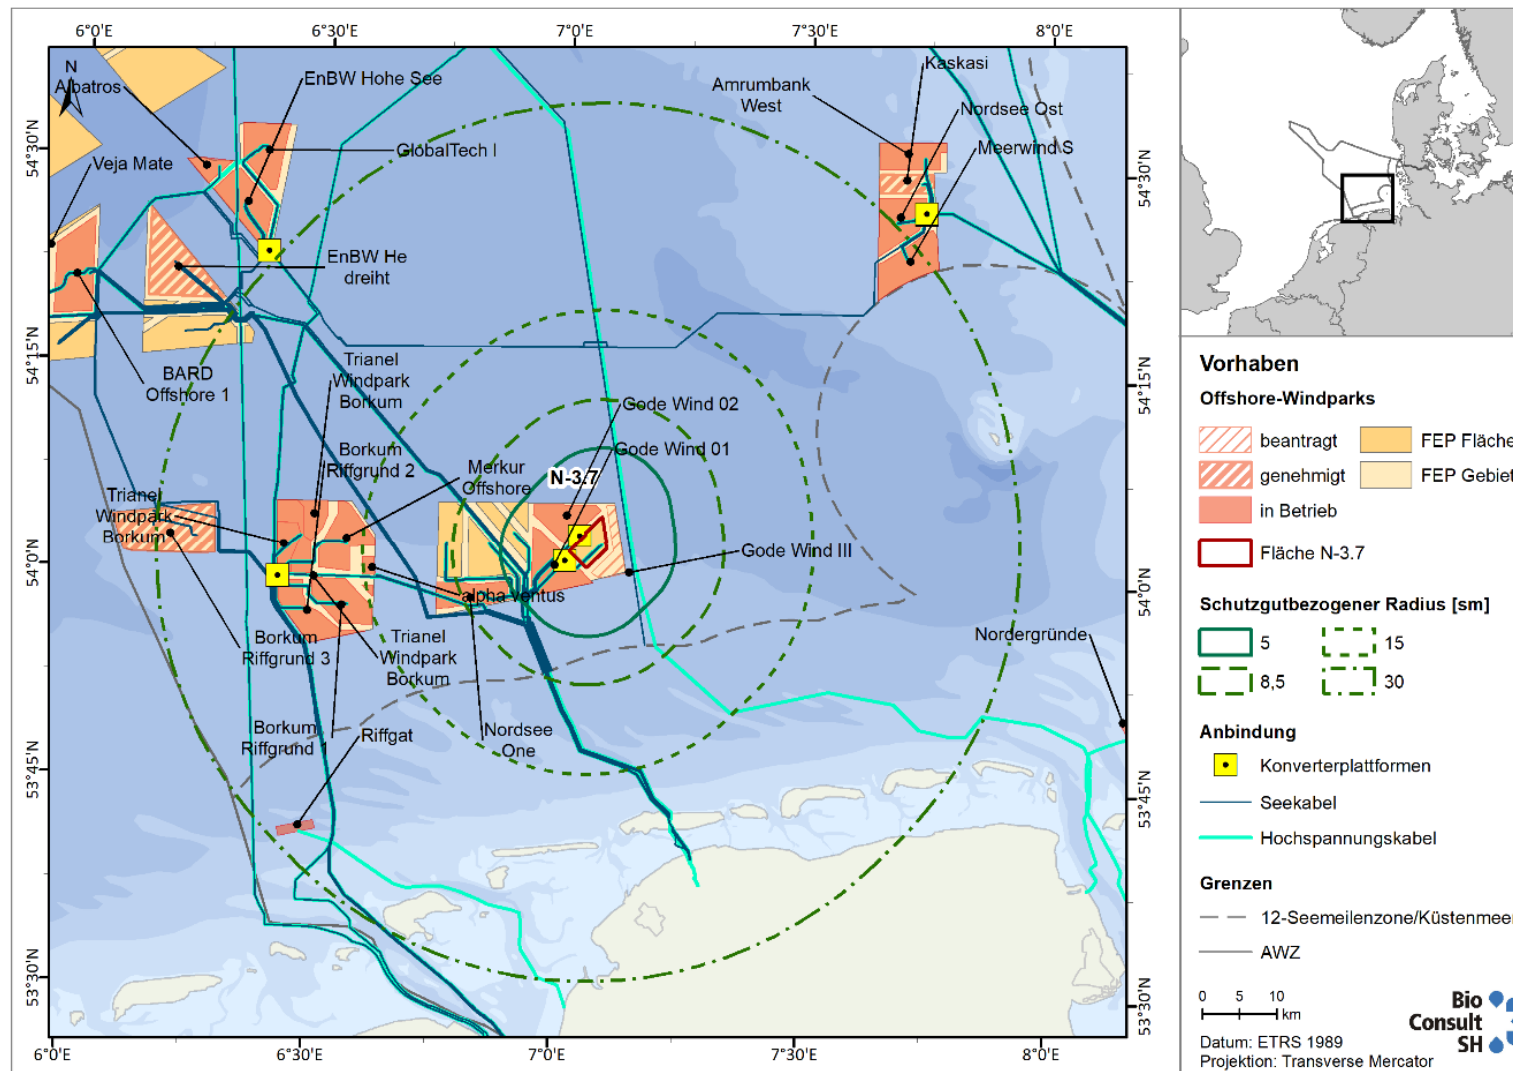 6°0'E
6°30'E
7°0'E
7°30'E
8°0'E
N
Albatros
EnBW Hohe See
GlobalTech I
Veja Mate
EnBW He
dreiht
BARD
Offshore 1
Amrumbank
West
Kaskasi
Nordsee Ost
Meerwind S
Trianel
Windpark
Borkum
Borkum
Riffgrund 2
Merkur
Offshore
Gode Wind 02
Gode Wind 01
N-3.7
Trianel
Windpark
Borkum
Gode Wind III
alpha ventus
Borkum
Riffgrund 3
Trianel
Windpark
Borkum
Nordergründe
Borkum
Riffgrund 1
Riffgat
Nordsee
One
54°30'N
54°15'N
54°0'N
53°45'N
53°30'N
54°30'N
54°15'N
54°0'N
53°45'N
53°30'N
6°0'E
6°30'E
7°0'E
7°30'E
8°0'E
Vorhaben
Offshore-Windparks
beantragt
FEP Fläche
genehmigt
FEP Gebiet
in Betrieb
Fläche N-3.7
Schutzgutbezogener Radius [sm]
5
15
8,5
30
Anbindung
Konverterplattformen
Seekabel
Hochspannungskabel
Grenzen
12-Seemeilenzone/Küstenmeer
AWZ
0 5 10
km
Datum: ETRS 1989
Projektion: Transverse Mercator
Bio
Consult
SH